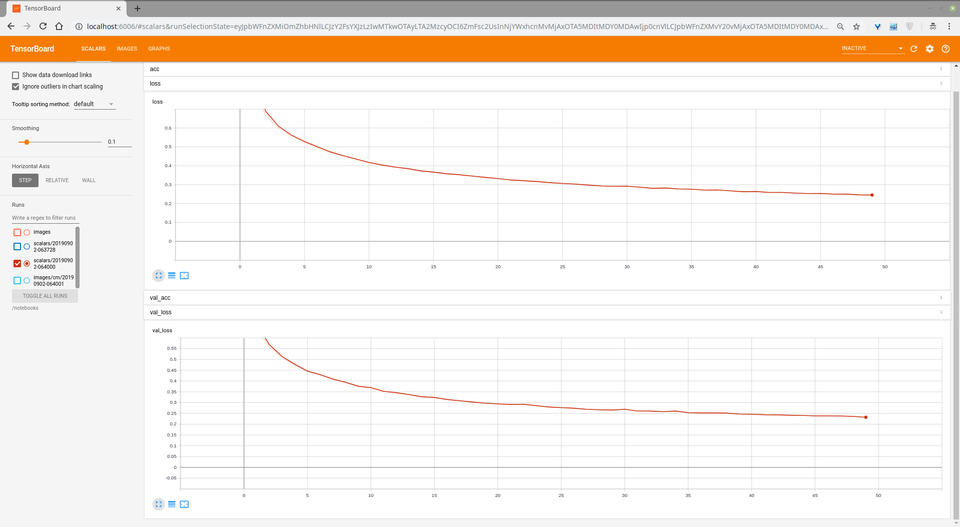 TensorBoard
localhost:6006/#scalars&runSelectionState=
TensorBoard
SCALARS
IMAGES
GRAPHS
INACTIVE
Show data download links
Ignore outliers in chart scaling
Tooltip sorting method: default
Smoothing
0.1
Horizontal Axis
STEP
RELATIVE
WALL
Runs
Write a regex to filter runs
images
scalars/2019090
2-063728
scalars/2019090
2-064000
images/cm/2019
0902-064001
TOGGLE ALL RUNS
/notebooks
acc
loss
loss
0.6
0.5
0.4
0.3
0.2
0.1
0
0 5 10 15 20 25 30 35 40 45 50
val_acc
val_loss
val_loss
0.55
0.5
0.45
0.4
0.35
0.3
0.25
0.2
0.15
0.1
0.05
0
-0.05
0 5 10 15 20 25 30 35 40 45 50